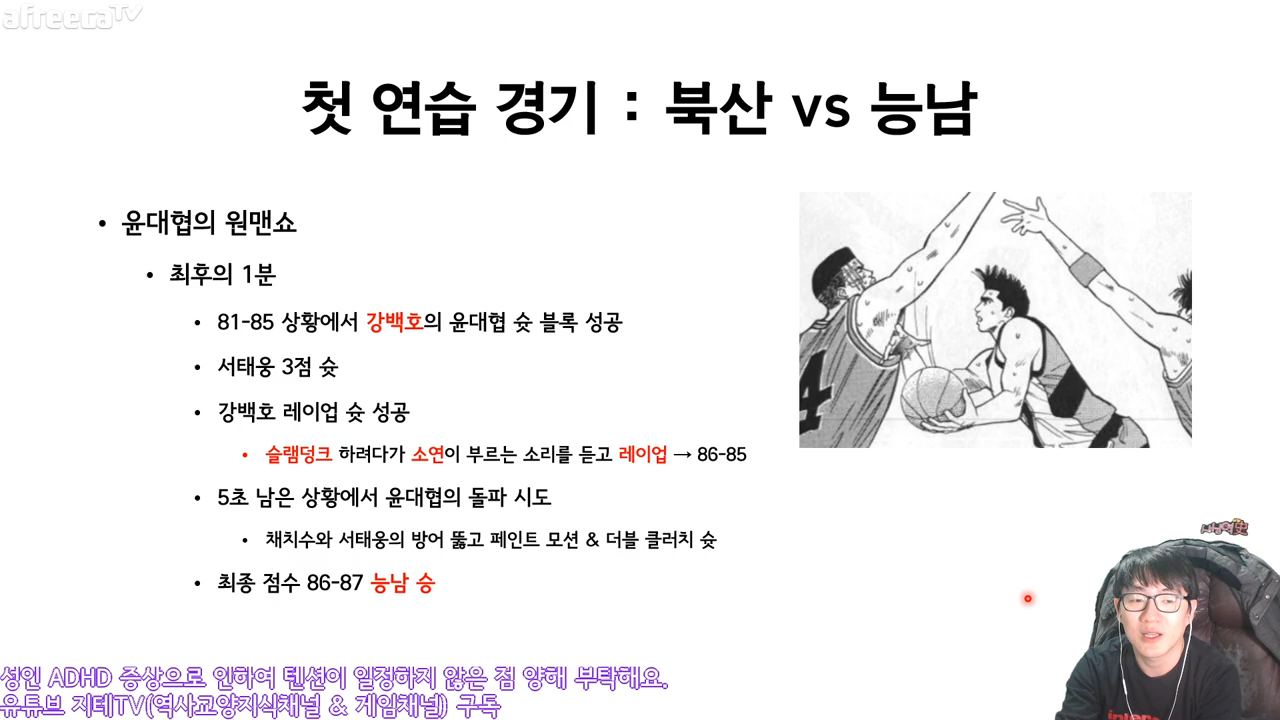 afreecaTV
첫 연습 경기 : 북산 vs 능남
• 윤대협의 원맨쇼
• 최후의 1분
• 81-85 상황에서 강백호의 윤대협 슛 블록 성공
• 서태웅 3점 슛
• 강백호 레이업 슛 성공
• 슬램덩크 하려다가 소연이 부르는 소리를 듣고 레이업 → 86-85
• 5초 남은 상황에서 윤대협의 돌파 시도
• 채치수와 서태웅의 방어 뚫고 페인트 모션 & 더블 클러치 슛
• 최종 점수 86-87 능남 승
4
성인 ADHD 증상으로 인하여 텐션이 일정하지 않은 점 양해 부탁해요.
유튜브 지테TV(역사교양지식채널 & 게임채널) 구독